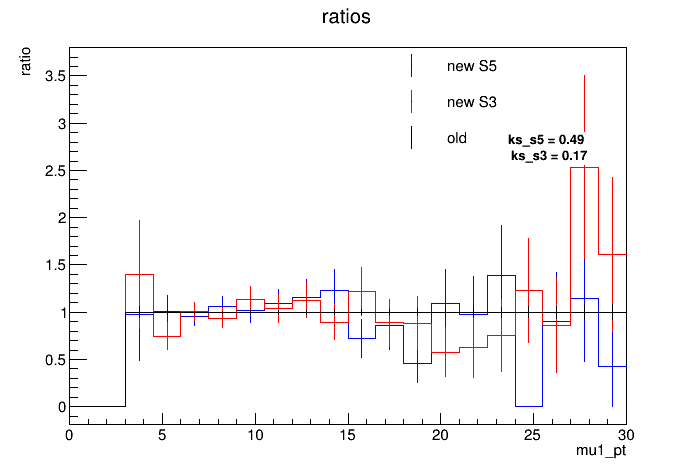 ratios
ratio
new S5
new S3
old
ks_s5 = 0.49
ks_s3 = 0.17
3.5
3
2.5
2
1.5
1
0.5
0
0 5 10 15 20 25 30
mu1_pt